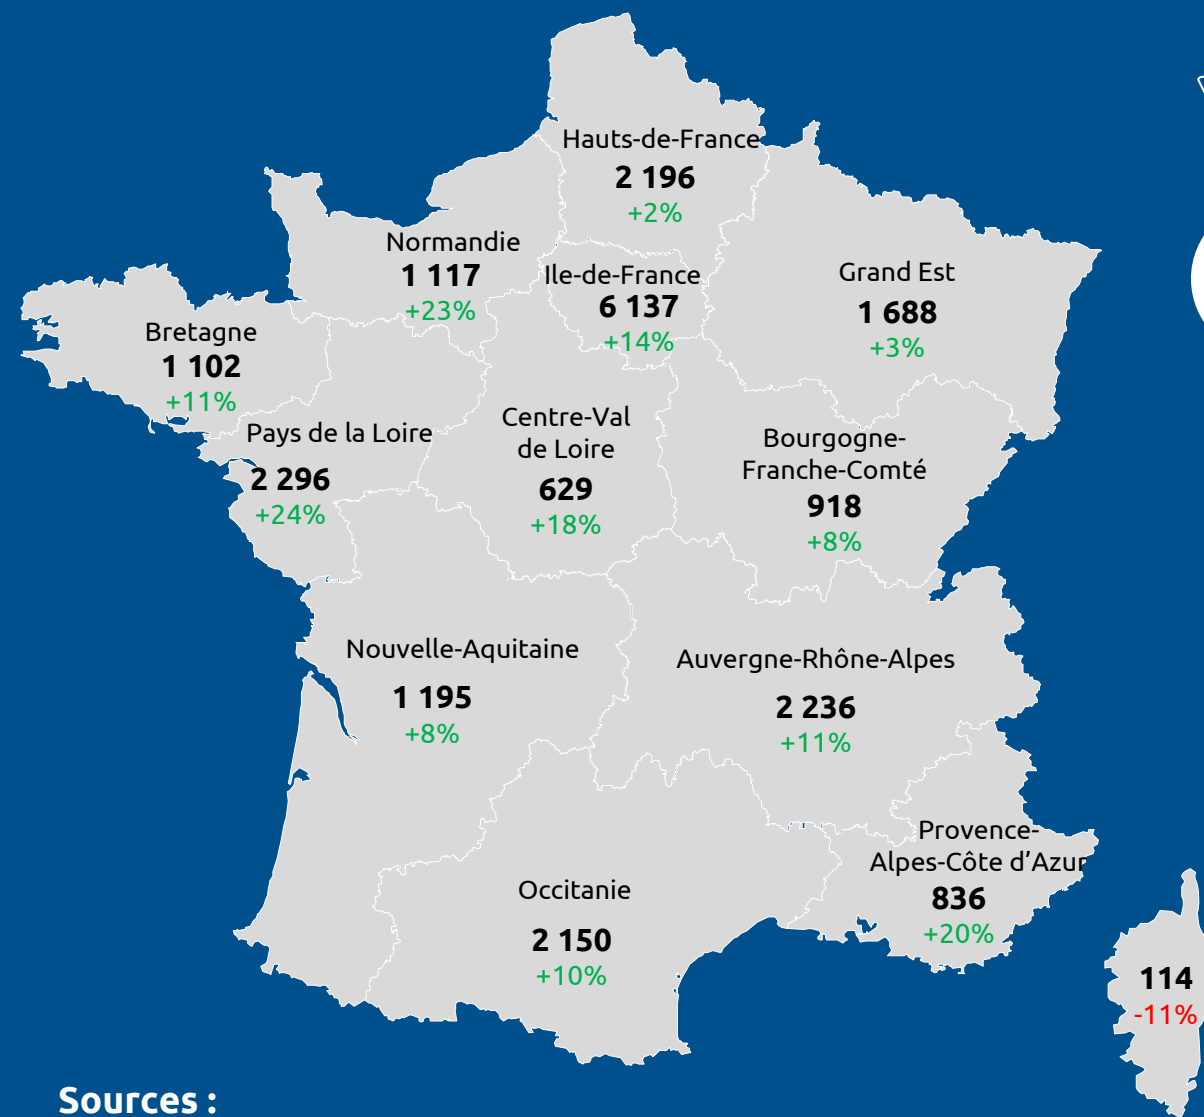 Hauts-de-France
2 196
+2%
Normandie
1 117
+23%
Ile-de-France
6 137
+14%
Grand Est
1 688
+3%
Bretagne
1 102
+11%
Pays de la Loire
2 296
+24%
Centre-Val
de Loire
629
+18%
Bourgogne-
Franche-Comté
918
+8%
Nouvelle-Aquitaine
1 195
+8%
Auvergne-Rhône-Alpes
2 236
+11%
Provence-
Alpes-Côte d’Azur
836
+20%
Occitanie
2 150
+10%
114
-11%
Sources :